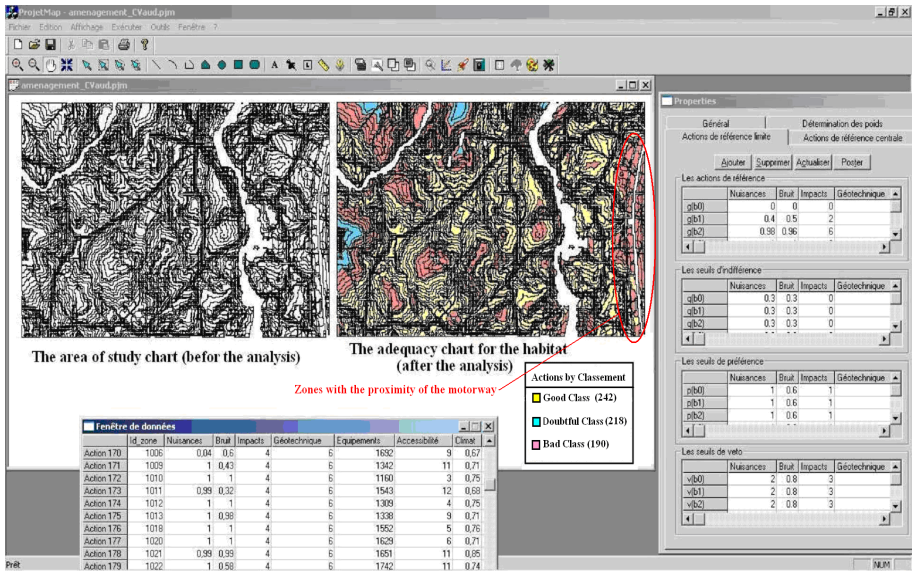 ProjetMap - amenagement_CVaud.pjm
Fichier Edition Affichage Exécuter Outils Fenêtre ?
amenagement_CVaud.pjm
The area of study chart (befor the analysis)
The adequacy chart for the habitat
(after the analysis)
Zones with the proximity of the motorway
Actions by Classement
Good Class (242)
Doubtful Class (218)
Bad Class (190)
Fenêtre de données
Id_zone Nuisances Bruit Impacts Géotechnique Equipements Accessibilité Climat
Action 170 1006 0,04 0,6 4 6 1692 9 0,67
Action 171 1009 1 0,43 4 6 1342 11 0,71
Action 172 1010 1 1 4 6 1160 3 0,75
Action 173 1011 0,99 0,32 4 6 1543 12 0,68
Action 174 1012 1 1 4 6 1309 4 0,75
Action 175 1013 1 0,98 4 6 1338 9 0,71
Action 176 1018 1 1 4 6 1552 5 0,76
Action 177 1020 1 1 4 6 1629 6 0,71
Action 178 1021 0,99 0,99 4 6 1651 11 0,85
Action 179 1022 1 0,58 4 6 1742 11 0,74
Properties
Général Détermination des poids
Actions de référence limite Actions de référence centrale
Ajouter Supprimer Actualiser Poster
Les actions de référence
Nuisances Bruit Impacts Géotechnique
g(b0) 0 0 0
g(b1) 0.4 0.5 2
g(b2) 0.98 0.96 6
Les seuils d'indifférence
Nuisances Bruit Impacts Géotechnique
q(b0) 0.3 0.3 0
q(b1) 0.3 0.3 0
q(b2) 0.3 0.3 0
Les seuils de préférence
Nuisances Bruit Impacts Géotechnique
p(b0) 1 0.6 1
p(b1) 1 0.6 1
p(b2) 1 0.6 1
Les seuils de veto
Nuisances Bruit Impacts Géotechnique
v(b0) 2 0.8 3
v(b1) 2 0.8 3
v(b2) 2 0.8 3
Prêt
NUM